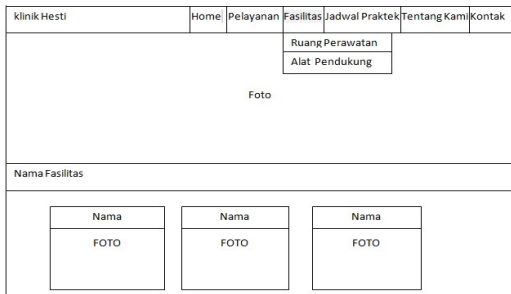 klinik Hesti Home Pelayanan Fasilitas Jadwal Praktek Tentang Kami Kontak
Ruang Perawatan
Alat Pendukung
Foto
Nama Fasilitas
Nama Nama Nama
FOTO FOTO FOTO